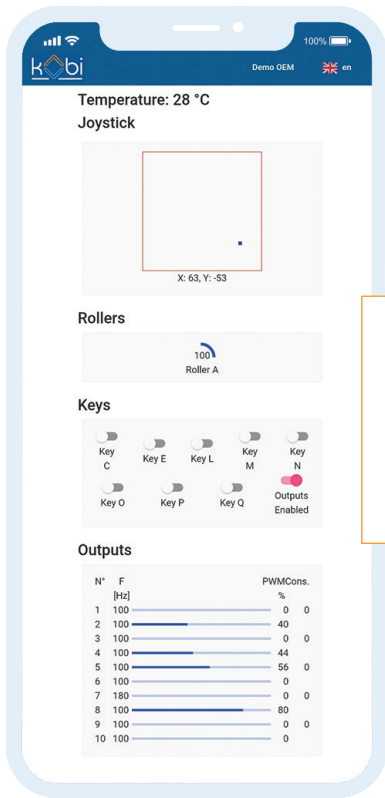 100%
kobi
Demo OEM en
Temperature: 28 °C
Joystick
X: 63, Y: -53
Rollers
100
Roller A
Keys
Key C Key E Key L Key M Key N
Key O Key P Key Q Outputs Enabled
Outputs
N° F PWMCons.
[Hz] %
1 100 0 0
2 100 40
3 100 0 0
4 100 44
5 100 56 0
6 100 0
7 180 0 0
8 100 80
9 100 0 0
10 100 0